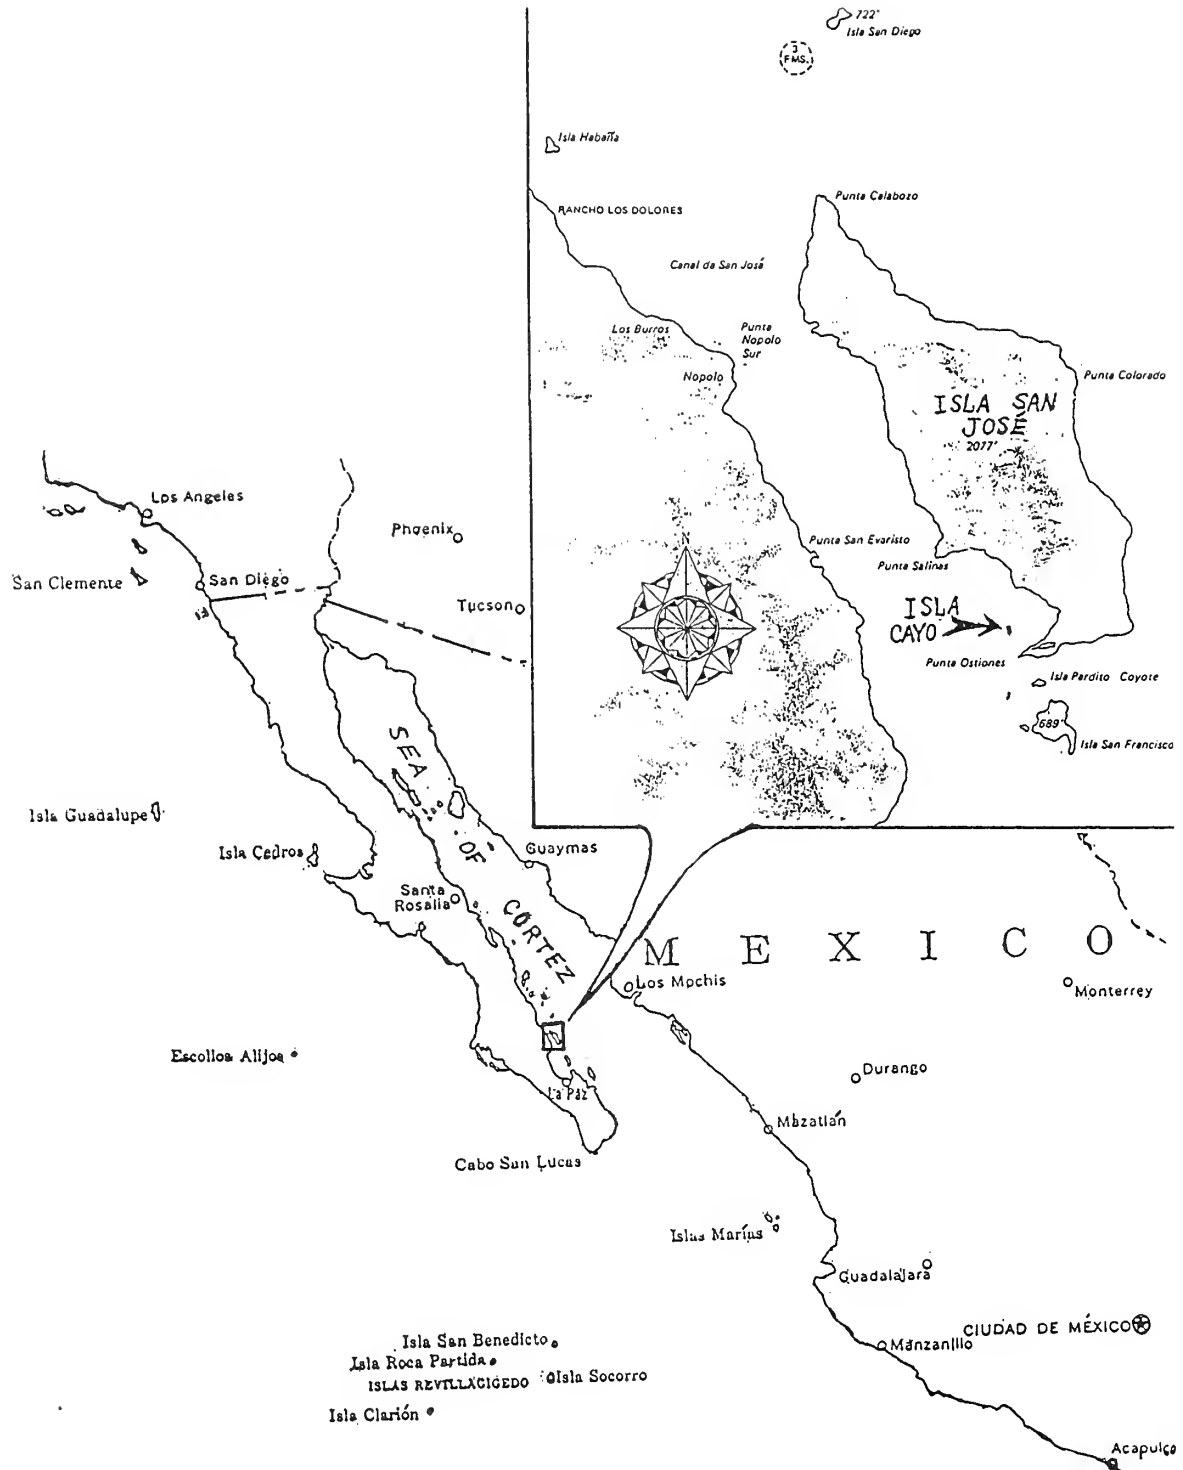 722'
Isla San Diego
3
FMS.
Isla Habaña
RANCHO LOS DOLORES
Punta Calabozo
Canal de San José
Los Burros
Punta
Nopolo
Sur
Nopolo
Punta Colorado
ISLA SAN
JOSÉ
2077'
N
Punta San Evaristo
Punta Salinas
ISLA
CAYO
Punta Ostiones
Isla Pardito Coyote
689'
Isla San Francisco
Los Angeles
Phoenix
San Clemente
San Diego
Tucson
SEA OF CORTEZ
Isla Guadalupe
Isla Cedros
Guaymas
Santa
Rosalia
MEXICO
Los Mochis
Monterrey
Escollos Alijos
Durango
La Paz
Mazatlán
Cabo San Lucas
Islas Marías
Guadalajara
CIUDAD DE MÉXICO
Manzanillo
Isla San Benedicto
Isla Roca Partida
ISLAS REVILLAGIGEDO
Isla Socorro
Isla Clarión
Acapulco